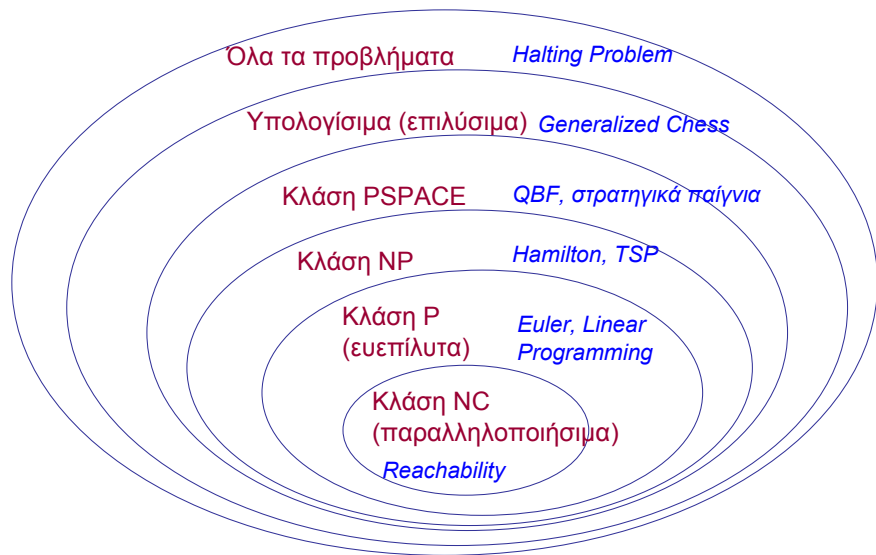 Όλα τα προβλήματα Halting Problem
Υπολογίσιμα (επιλύσιμα) Generalized Chess
Κλάση PSPACE QBF, στρατηγικά παίγνια
Κλάση NP Hamilton, TSP
Κλάση P
(ευεπίλυτα)
Euler, Linear
Programming
Κλάση NC
(παραλληλοποιήσιμα)
Reachability